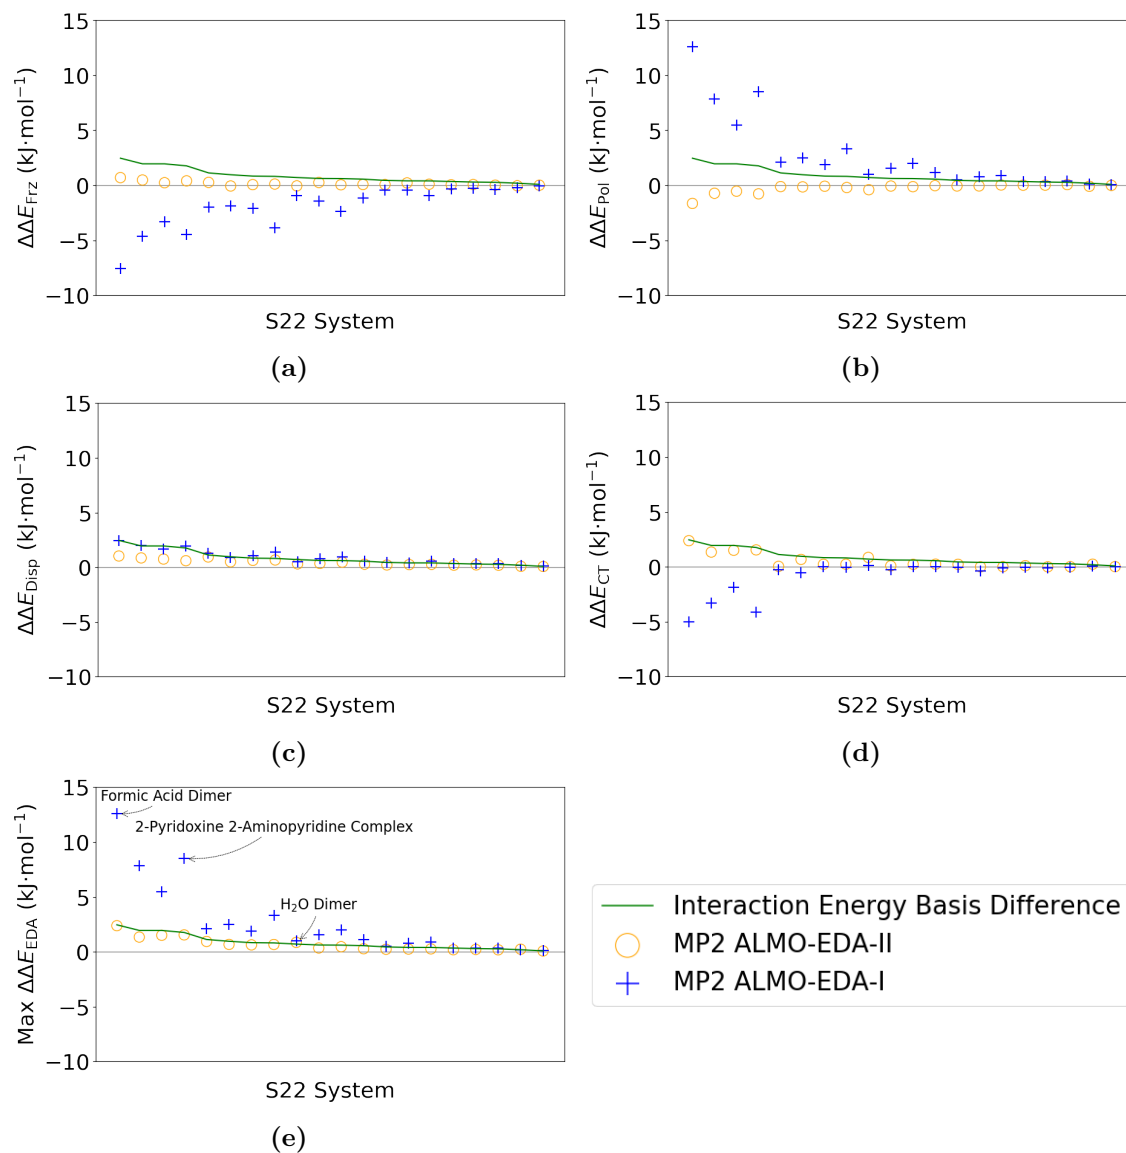 15
10
5
0
−5
−10
ΔΔE_Frz (kJ·mol⁻¹)
S22 System
(a)
15
10
5
0
−5
−10
ΔΔE_Pol (kJ·mol⁻¹)
S22 System
(b)
15
10
5
0
−5
−10
ΔΔE_Disp (kJ·mol⁻¹)
S22 System
(c)
15
10
5
0
−5
−10
ΔΔE_CT (kJ·mol⁻¹)
S22 System
(d)
15
10
5
0
−5
−10
Max ΔΔE_EDA (kJ·mol⁻¹)
Formic Acid Dimer
2-Pyridoxine 2-Aminopyridine Complex
H₂O Dimer
S22 System
(e)
Interaction Energy Basis Difference
MP2 ALMO-EDA-II
MP2 ALMO-EDA-I